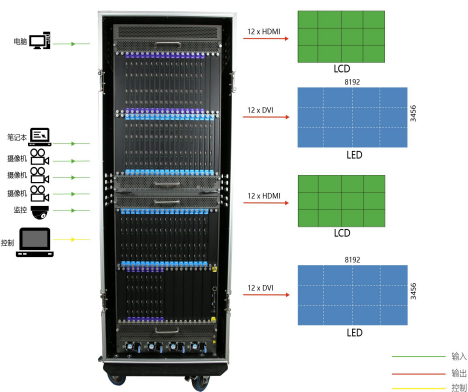 电脑
12 x HDMI
LCD
8192
12 x DVI
3456
LED
笔记本
摄像机
摄像机
摄像机
监控
控制
12 x HDMI
LCD
8192
12 x DVI
3456
LED
输入
输出
控制